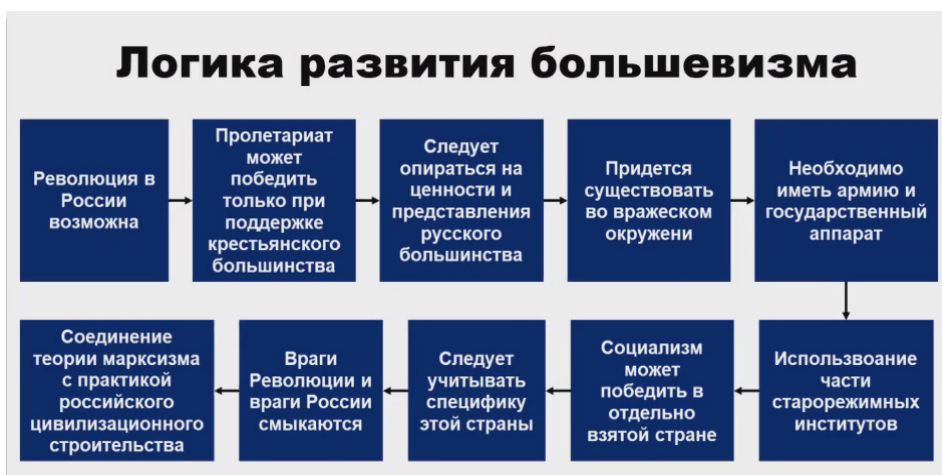 Логика развития большевизма
Революция в
России
возможна
Пролетариат
может
победить
только при
поддержке
крестьянского
большинства
Следует
опираться на
ценности и
представления
русского
большинства
Придется
существовать
во вражеском
окружени
Необходимо
иметь армию и
государственный
аппарат
Использвоание
части
старорежимных
институтов
Социализм
может
победить в
отдельно
взятой стране
Следует
учитывать
специфику
этой страны
Враги
Революции и
враги России
смыкаются
Соединение
теории марксизма
с практикой
российского
цивилизационного
строительства